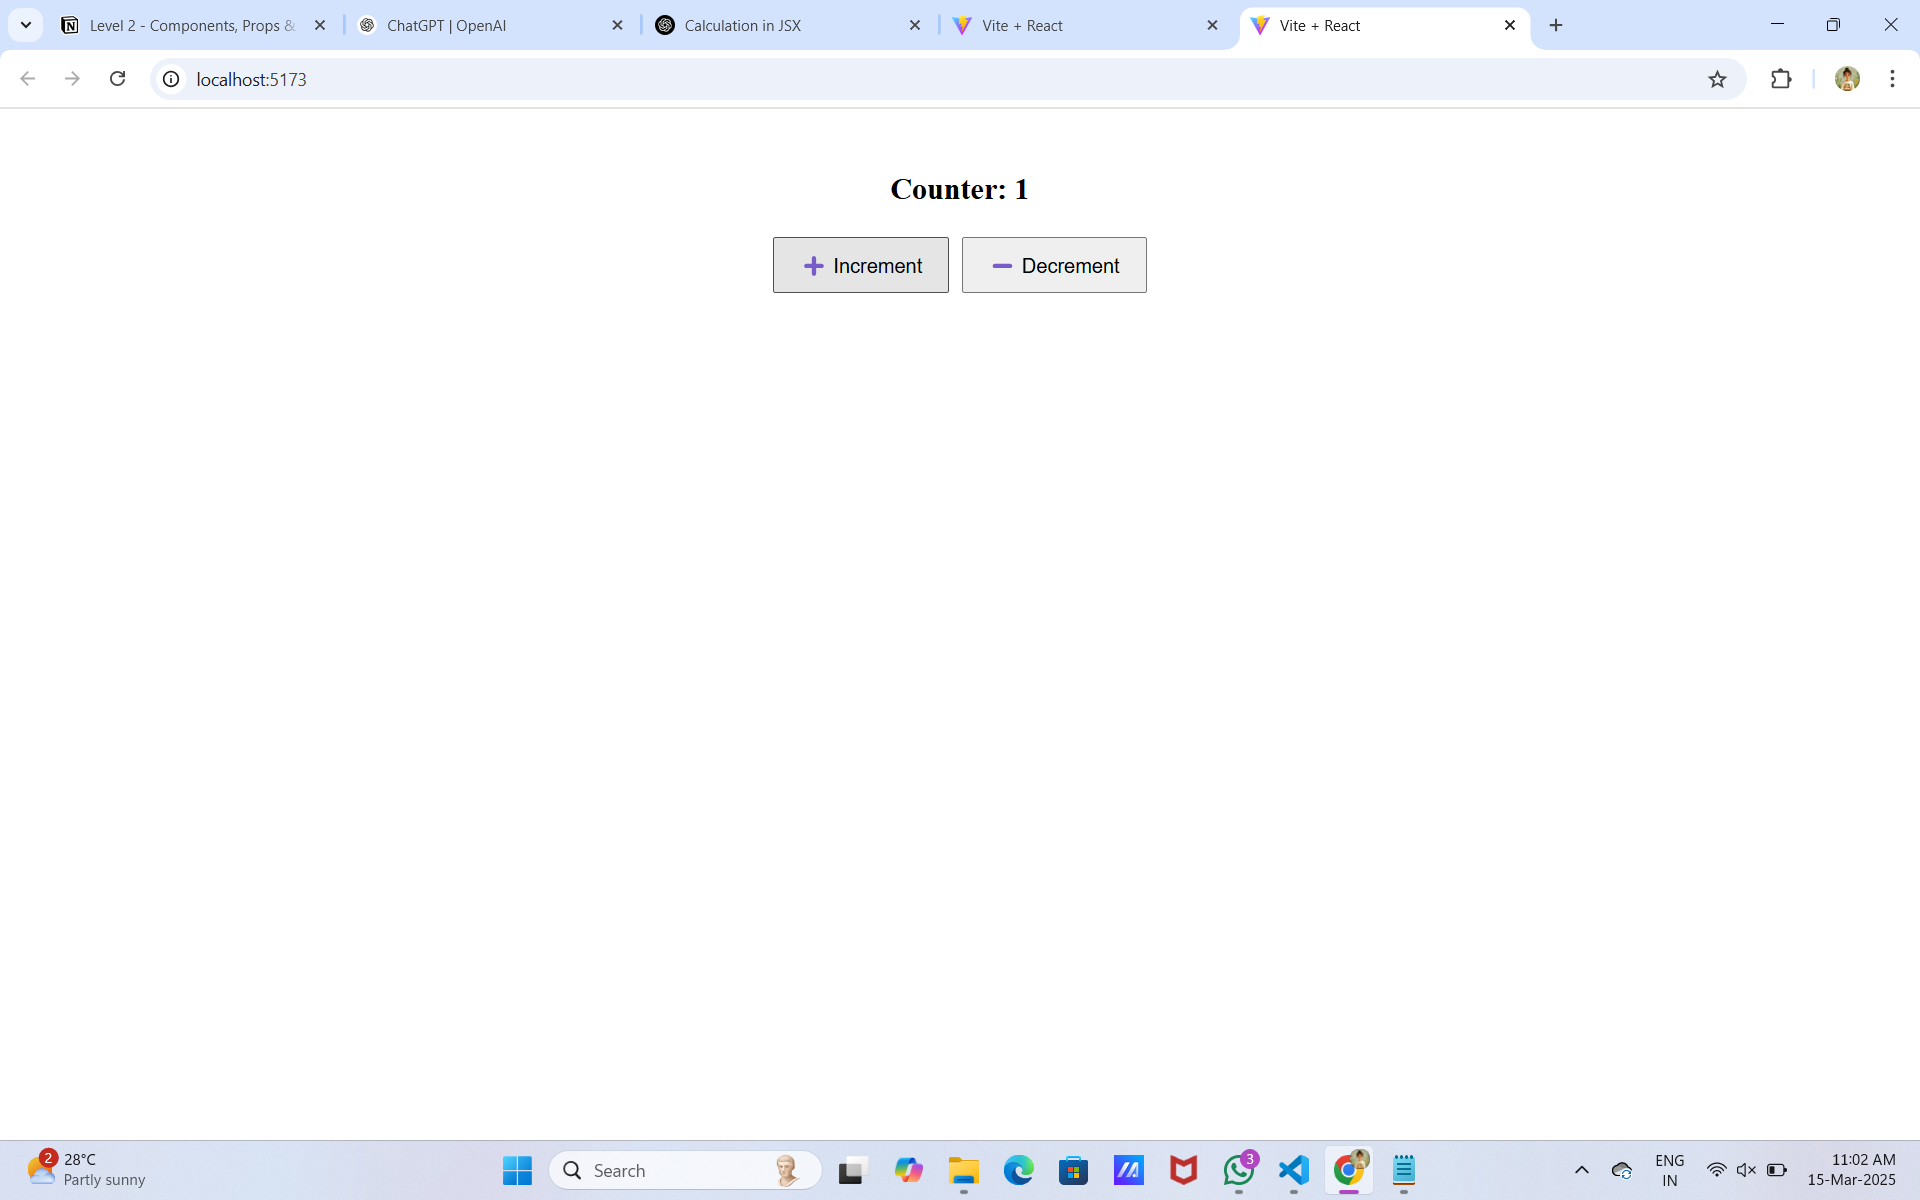 Level 2 - Components, Props &
ChatGPT | OpenAI
Calculation in JSX
Vite + React
Vite + React
localhost:5173
Counter: 1
➕ Increment
➖ Decrement
2
28°C
Partly sunny
Search
3
ENG
IN
11:02 AM
15-Mar-2025